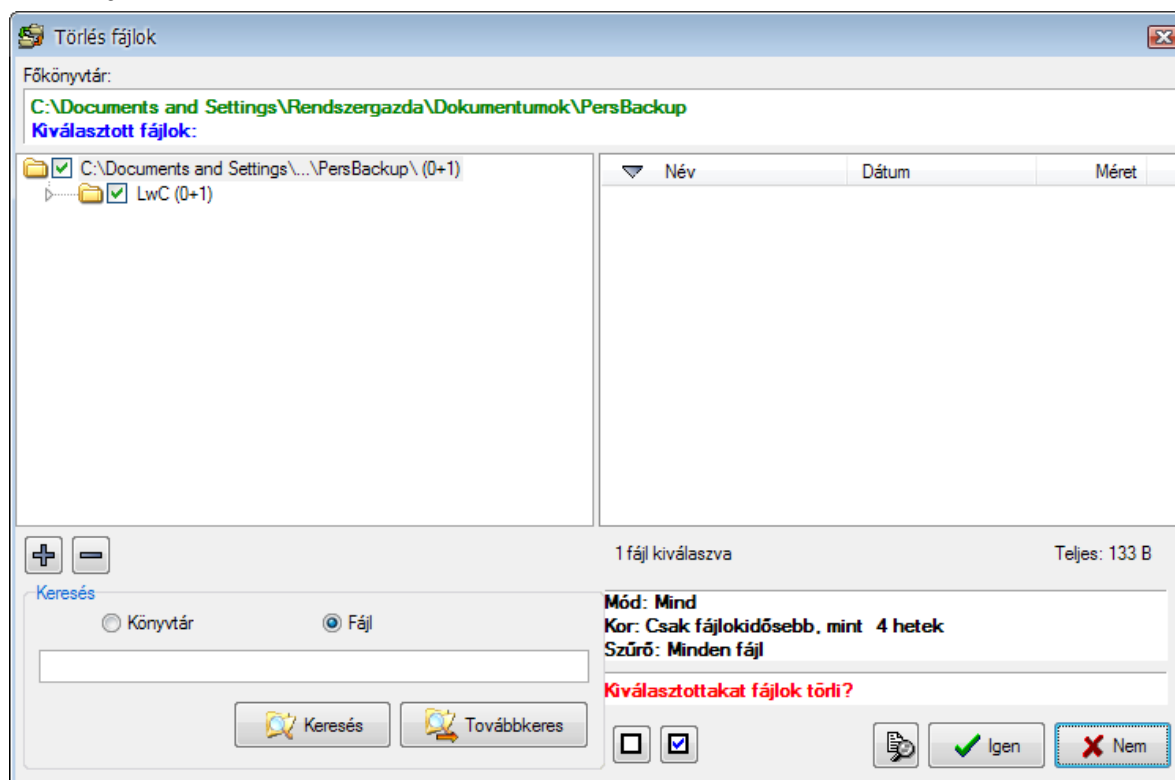 Törlés fájlok
Főkönyvtár:
C:\Documents and Settings\Rendszergazda\Dokumentumok\PersBackup
Kiválasztott fájlok:
C:\Documents and Settings\...\PersBackup\ (0+1)
LwC (0+1)
Név Dátum Méret
1 fájl kiválaszva Teljes: 133 B
Keresés
Könyvtár Fájl
Keresés Továbbkeres
Mód: Mind
Kor: Csak fájlokidősebb, mint 4 hetek
Szűrő: Minden fájl
Kiválasztottakat fájlok törli?
Igen Nem